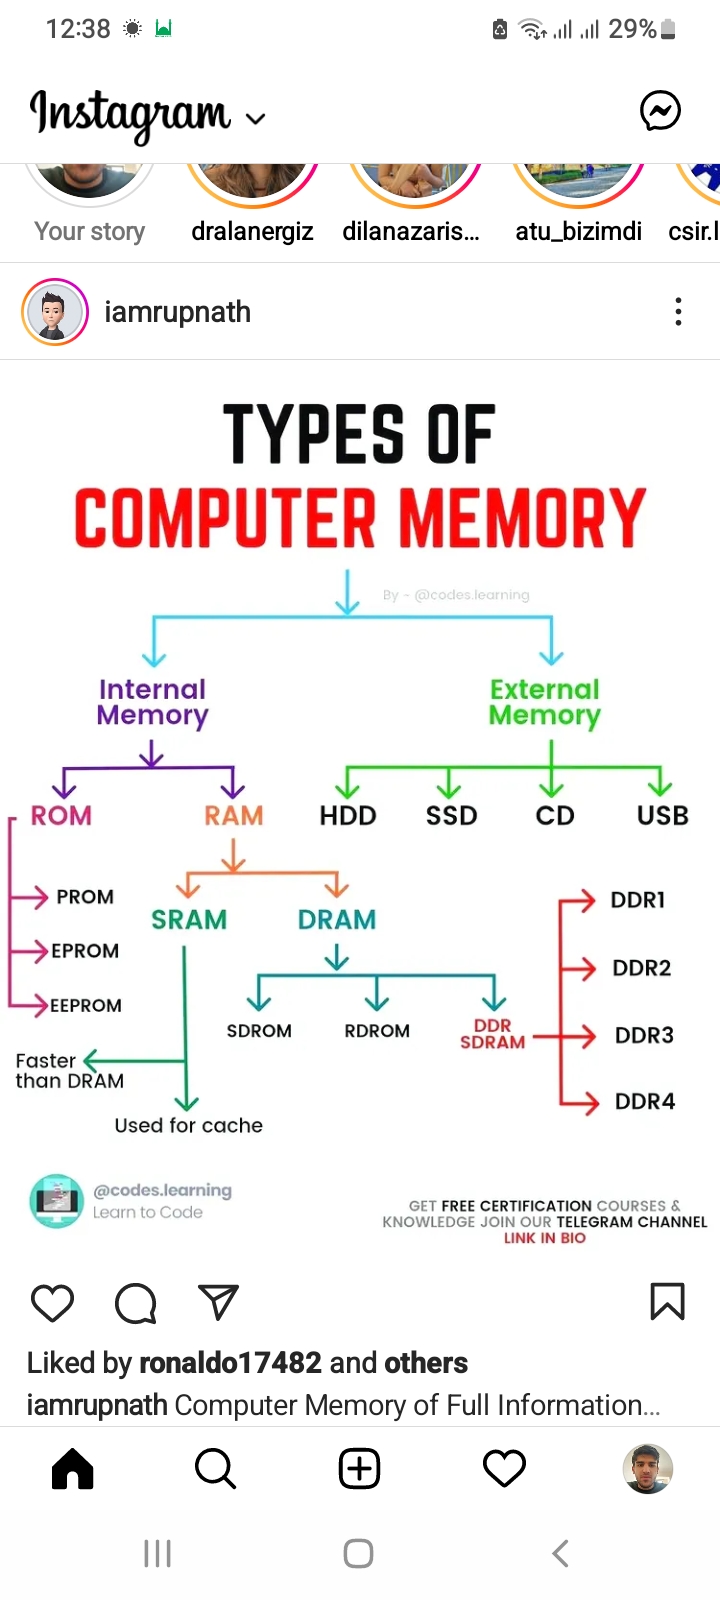 12:38
29%
Instagram
Your story
dralanergiz
dilanazaris...
atu_bizimdi
csir.l
iamrupnath
TYPES OF
COMPUTER MEMORY
By - @codes.learning
Internal
Memory
External
Memory
ROM
RAM
HDD
SSD
CD
USB
PROM
EPROM
EEPROM
SRAM
DRAM
DDR1
DDR2
DDR3
DDR4
SDROM
RDROM
DDR
SDRAM
Faster
than DRAM
Used for cache
@codes.learning
Learn to Code
GET FREE CERTIFICATION COURSES &
KNOWLEDGE JOIN OUR TELEGRAM CHANNEL
LINK IN BIO
Liked by ronaldo17482 and others
iamrupnath Computer Memory of Full Information...